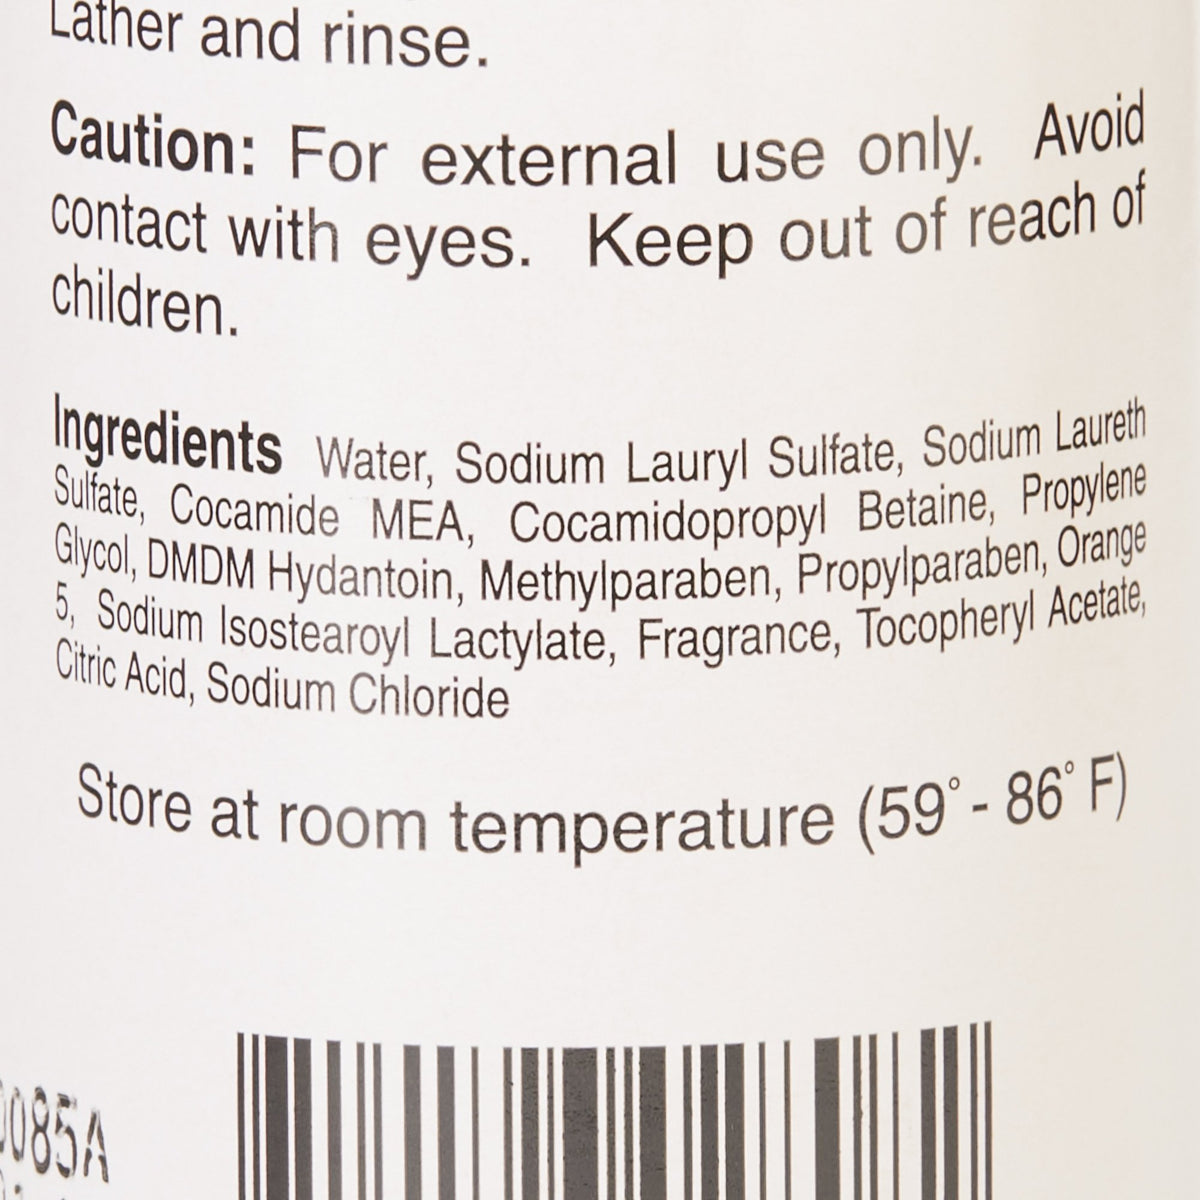 Lather and rinse.
Caution: For external use only. Avoid
contact with eyes. Keep out of reach of
children.
Ingredients Water, Sodium Lauryl Sulfate, Sodium Laureth
Sulfate, Cocamide MEA, Cocamidopropyl Betaine, Propylene
Glycol, DMDM Hydantoin, Methylparaben, Propylparaben, Orange
5, Sodium Isostearoyl Lactylate, Fragrance, Tocopheryl Acetate,
Citric Acid, Sodium Chloride
Store at room temperature (59° - 86° F)
085A